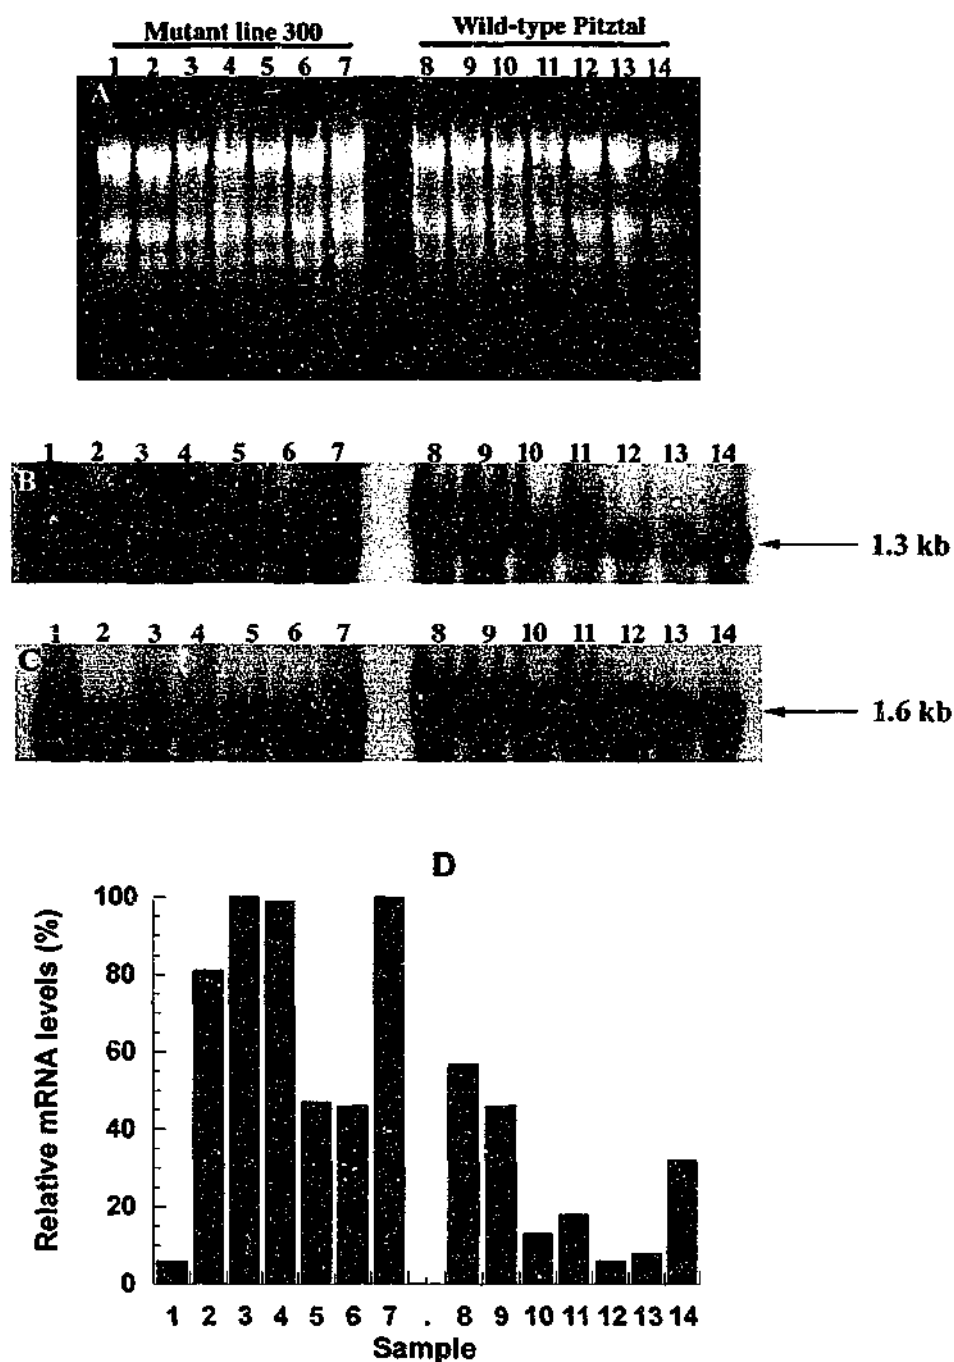 Mutant line 300 Wild-type Pitztal
1 2 3 4 5 6 7 8 9 10 11 12 13 14
A
1 2 3 4 5 6 7 8 9 10 11 12 13 14
B
1.3 kb
1 2 3 4 5 6 7 8 9 10 11 12 13 14
C
1.6 kb
D
Relative mRNA levels (%)
100
80
60
40
20
0
1 2 3 4 5 6 7 . 8 9 10 11 12 13 14
Sample